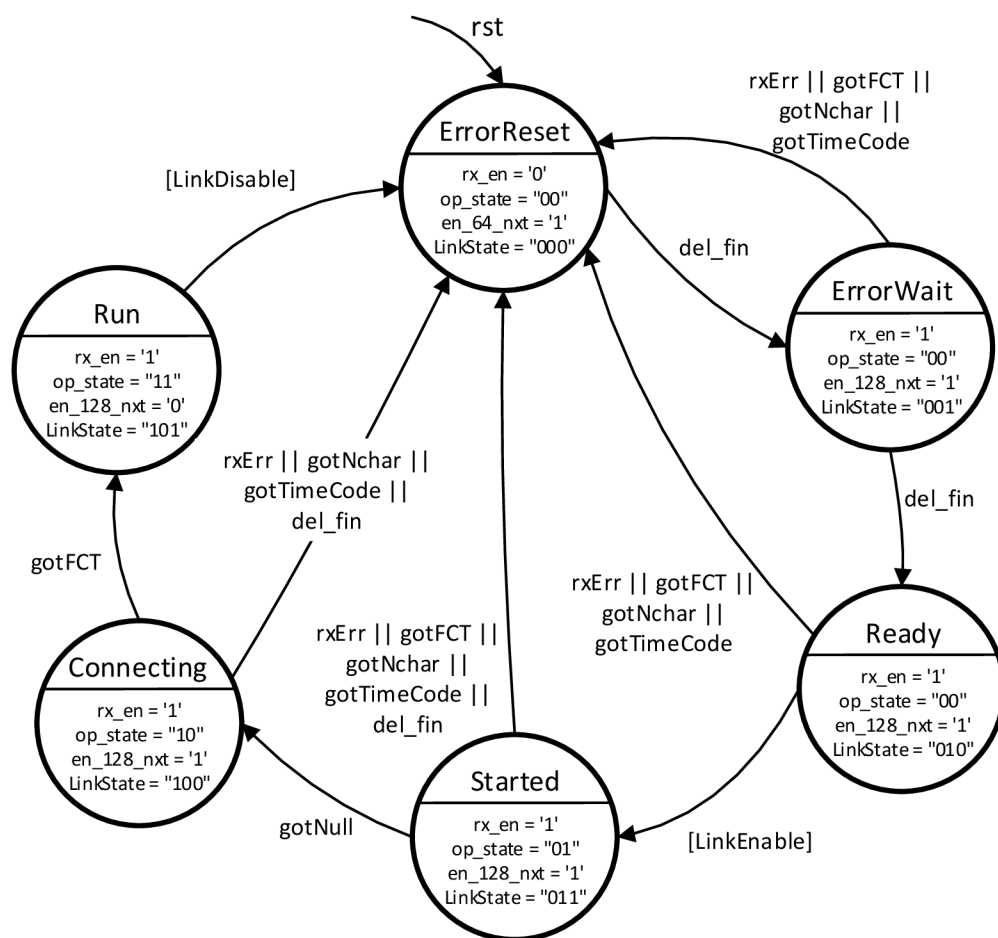 rst
ErrorReset
rx_en = '0'
op_state = "00"
en_64_nxt = '1'
LinkState = "000"
rxErr || gotFCT ||
gotNchar ||
gotTimeCode
[LinkDisable]
del_fin
ErrorWait
rx_en = '1'
op_state = "00"
en_128_nxt = '1'
LinkState = "001"
Run
rx_en = '1'
op_state = "11"
en_128_nxt = '0'
LinkState = "101"
rxErr || gotNchar ||
gotTimeCode ||
del_fin
del_fin
gotFCT
rxErr || gotFCT ||
gotNchar ||
gotTimeCode
rxErr || gotFCT ||
gotNchar ||
gotTimeCode ||
del_fin
Ready
rx_en = '1'
op_state = "00"
en_128_nxt = '1'
LinkState = "010"
Connecting
rx_en = '1'
op_state = "10"
en_128_nxt = '1'
LinkState = "100"
Started
rx_en = '1'
op_state = "01"
en_128_nxt = '1'
LinkState = "011"
gotNull
[LinkEnable]